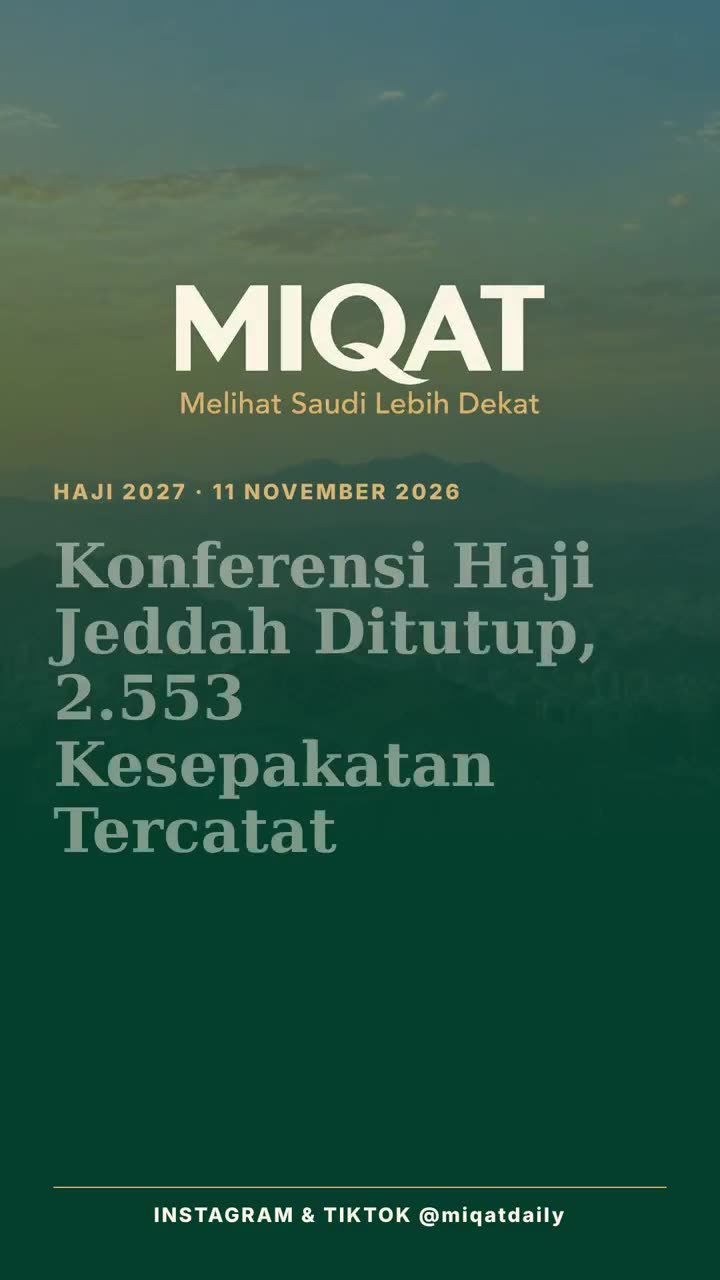 MIQAT
Melihat Saudi Lebih Dekat
HAJI 2027 · 11 NOVEMBER 2026
Konferensi Haji
Jeddah Ditutup,
2.553
Kesepakatan
Tercatat
INSTAGRAM & TIKTOK @miqatdaily